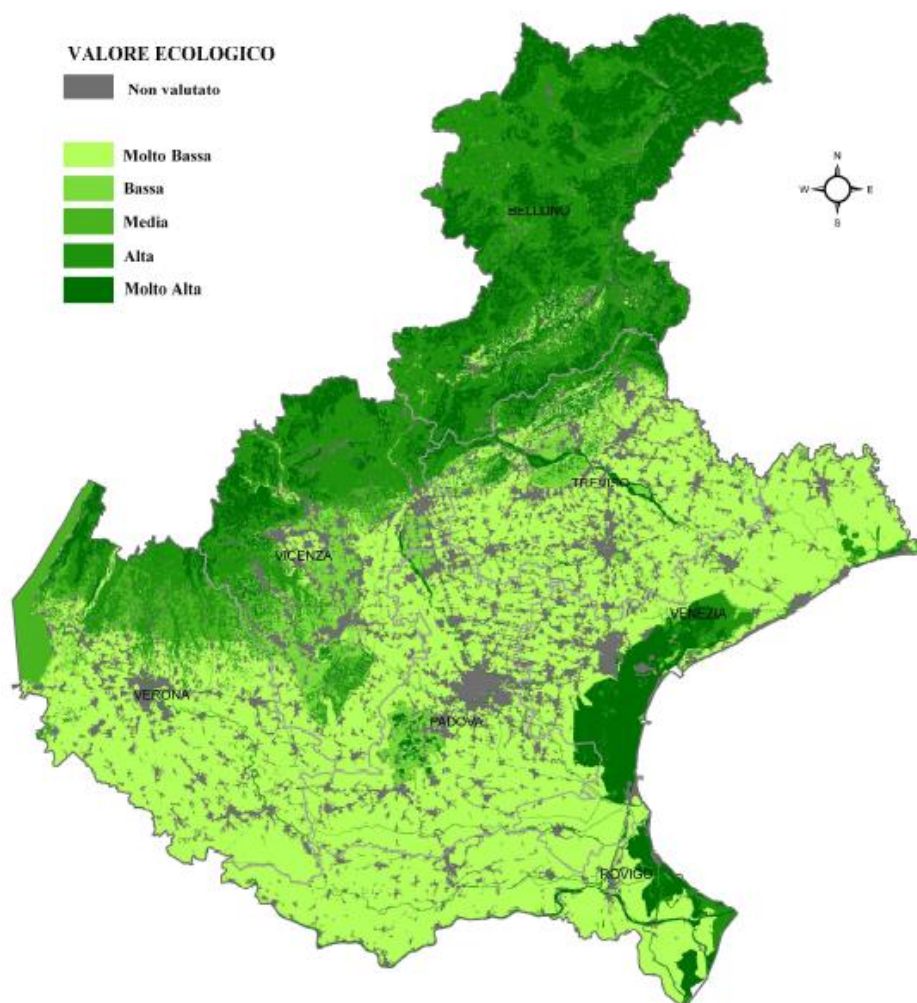 VALORE ECOLOGICO
Non valutato
Molto Bassa
Bassa
Media
Alta
Molto Alta
N
W E
S
BELLUNO
TREVISO
VICENZA
VENEZIA
VERONA
PADOVA
ROVIGO